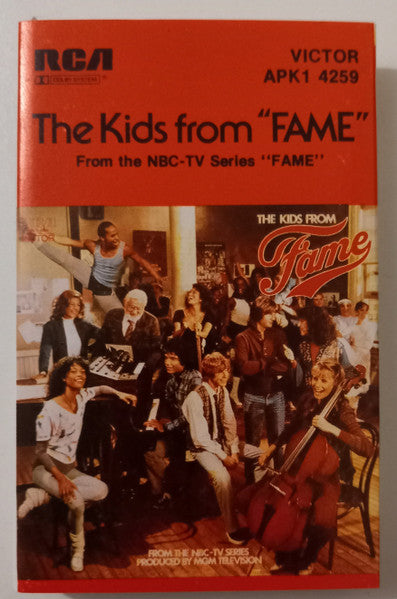 RCA
VICTOR
DOLBY SYSTEM ®
APK1 4259
The Kids from "FAME"
From the NBC-TV Series "FAME"
THE KIDS FROM
Fame
FROM THE NBC-TV SERIES
PRODUCED BY MGM TELEVISION